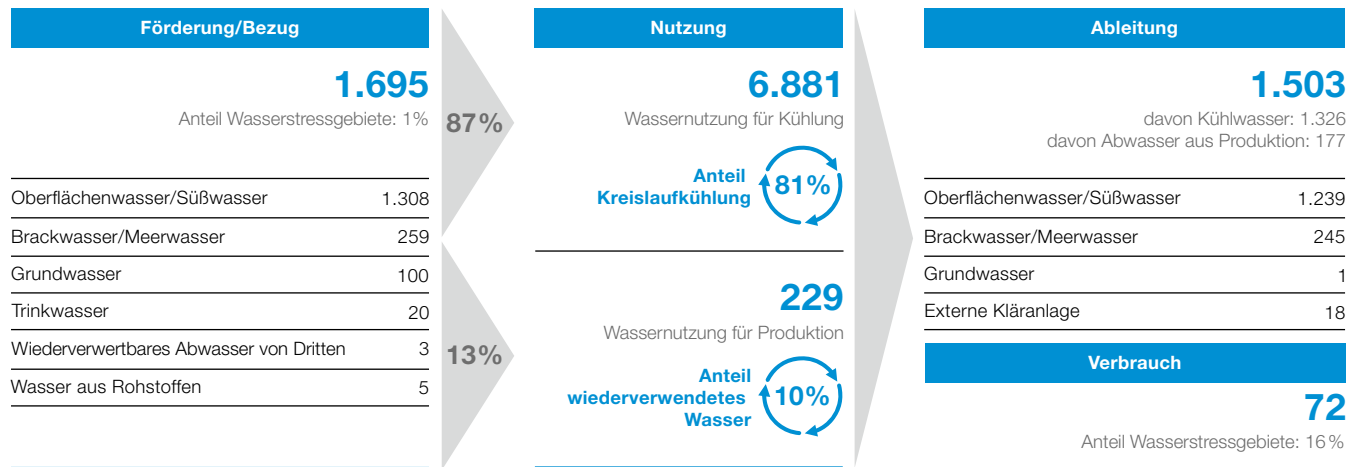 Förderung/Bezug
1.695
Anteil Wasserstressgebiete: 1%
Oberflächenwasser/Süßwasser 1.308
Brackwasser/Meerwasser 259
Grundwasser 100
Trinkwasser 20
Wiederverwertbares Abwasser von Dritten 3
Wasser aus Rohstoffen 5
87%
13%
Nutzung
6.881
Wassernutzung für Kühlung
Anteil
Kreislaufkühlung
81%
229
Wassernutzung für Produktion
Anteil
wiederverwendetes
Wasser
10%
Ableitung
1.503
davon Kühlwasser: 1.326
davon Abwasser aus Produktion: 177
Oberflächenwasser/Süßwasser 1.239
Brackwasser/Meerwasser 245
Grundwasser 1
Externe Kläranlage 18
Verbrauch
72
Anteil Wasserstressgebiete: 16%